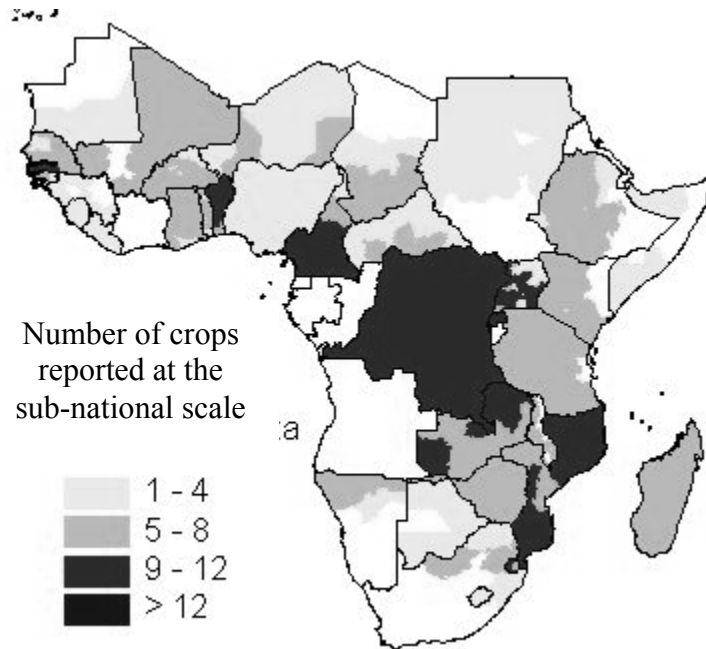 Number of crops
reported at the
sub-national scale
1 - 4
5 - 8
9 - 12
> 12